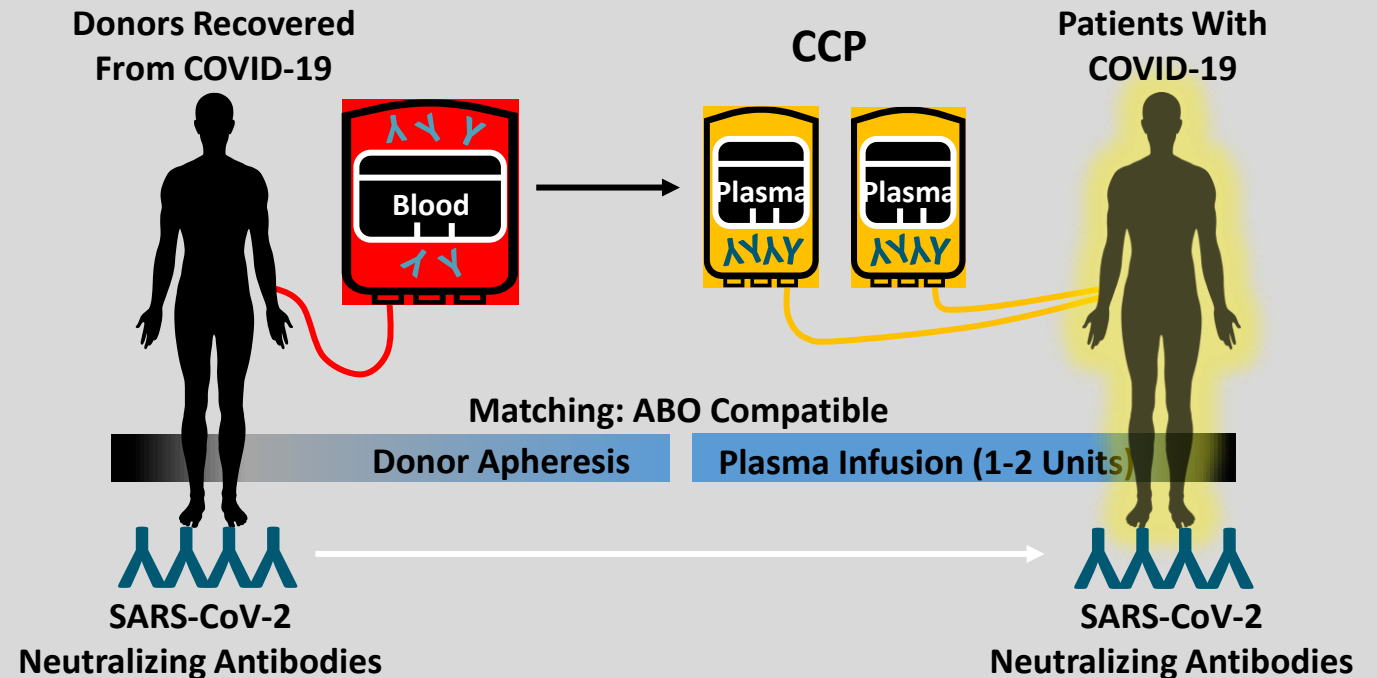 Donors Recovered
From COVID-19
CCP
Patients With
COVID-19
Blood
Plasma
Plasma
Matching: ABO Compatible
Donor Apheresis
Plasma Infusion (1-2 Units)
SARS-CoV-2
Neutralizing Antibodies
SARS-CoV-2
Neutralizing Antibodies